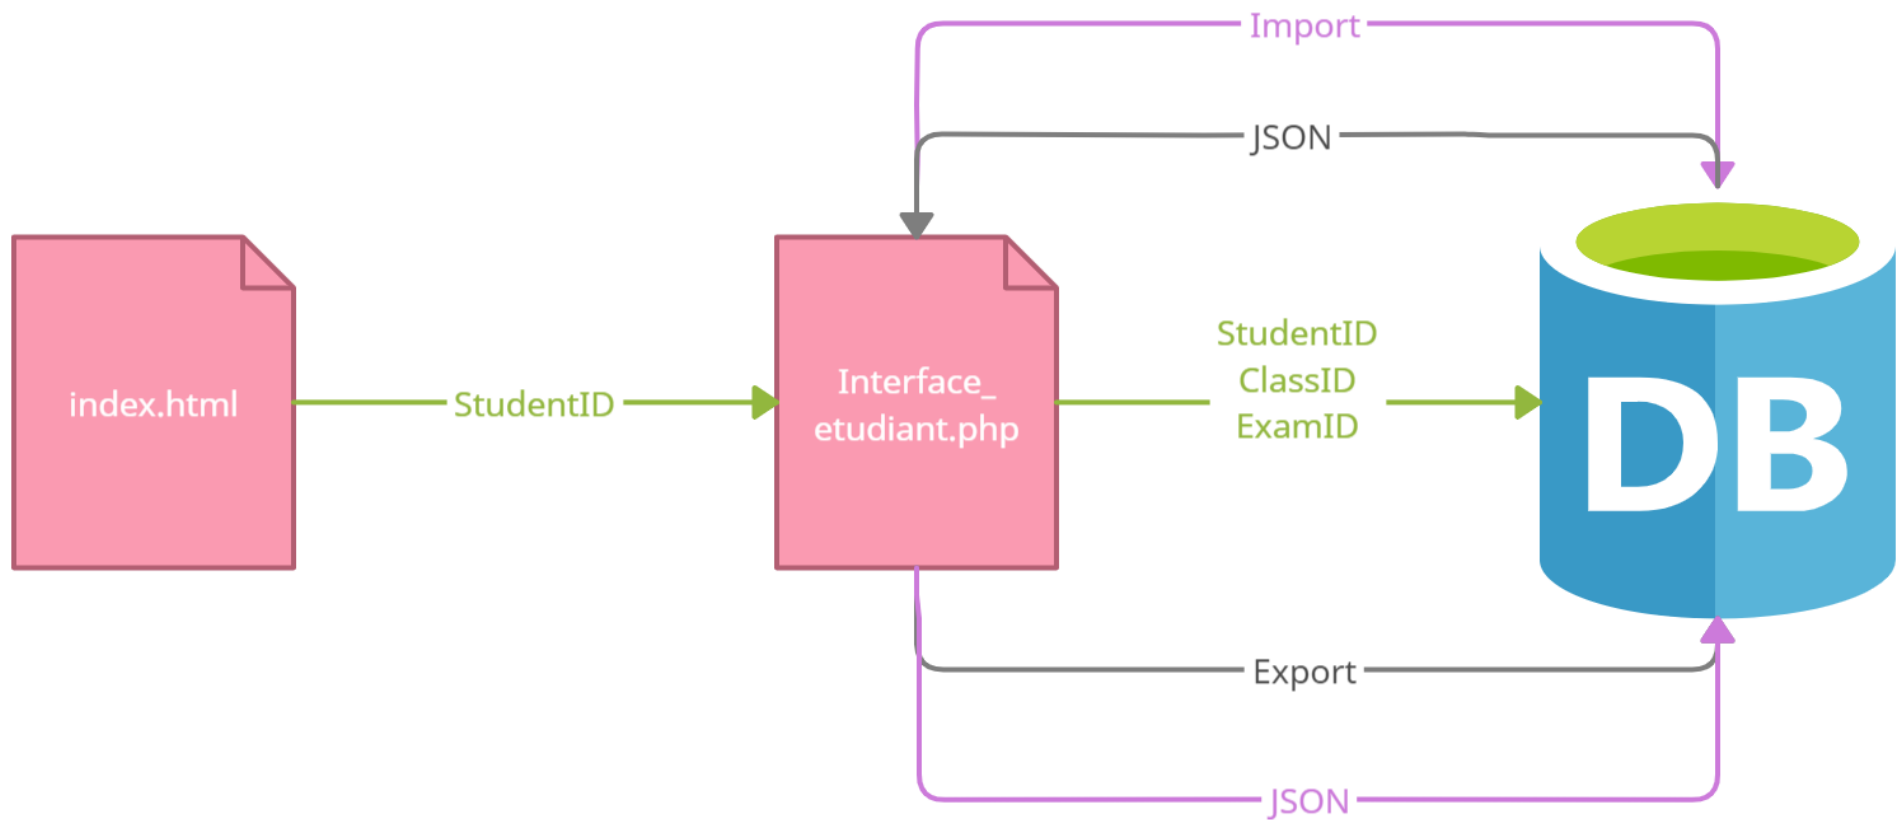 Import
JSON
index.html
StudentID
Interface_
etudiant.php
StudentID
ClassID
ExamID
DB
Export
JSON